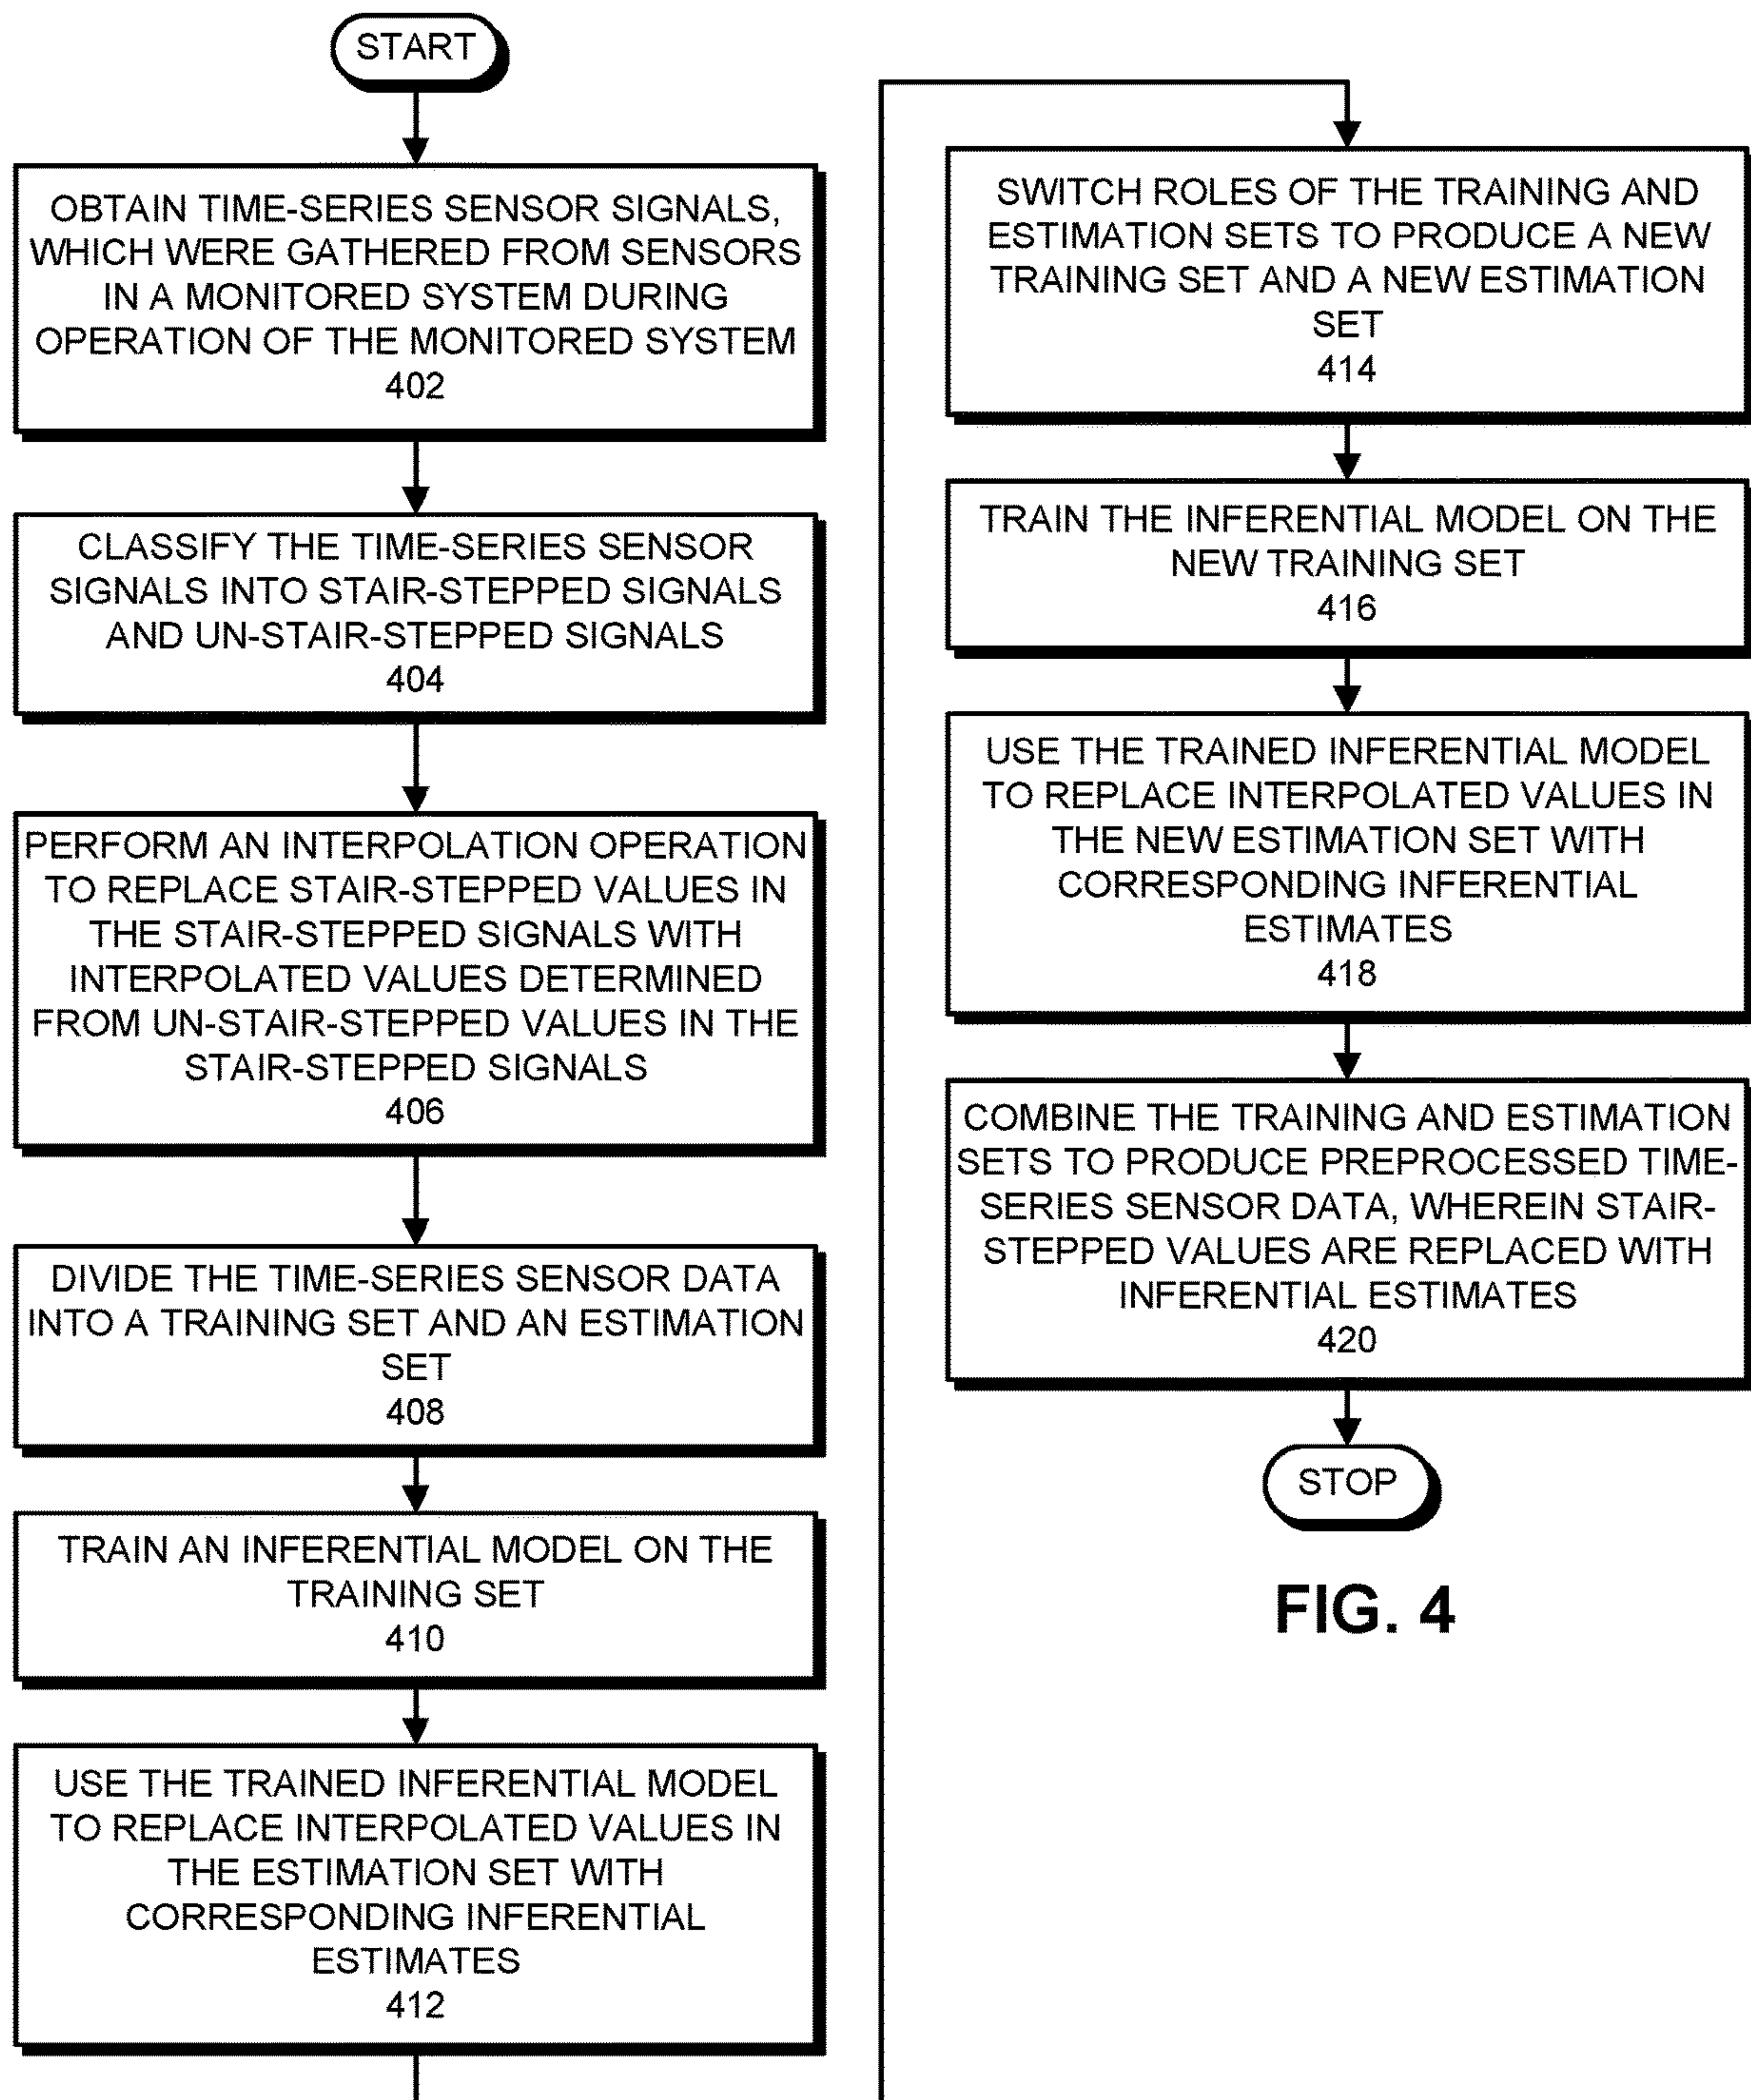 START
OBTAIN TIME-SERIES SENSOR SIGNALS,
WHICH WERE GATHERED FROM SENSORS
IN A MONITORED SYSTEM DURING
OPERATION OF THE MONITORED SYSTEM
402
CLASSIFY THE TIME-SERIES SENSOR
SIGNALS INTO STAIR-STEPPED SIGNALS
AND UN-STAIR-STEPPED SIGNALS
404
PERFORM AN INTERPOLATION OPERATION
TO REPLACE STAIR-STEPPED VALUES IN
THE STAIR-STEPPED SIGNALS WITH
INTERPOLATED VALUES DETERMINED
FROM UN-STAIR-STEPPED VALUES IN THE
STAIR-STEPPED SIGNALS
406
DIVIDE THE TIME-SERIES SENSOR DATA
INTO A TRAINING SET AND AN ESTIMATION
SET
408
TRAIN AN INFERENTIAL MODEL ON THE
TRAINING SET
410
USE THE TRAINED INFERENTIAL MODEL
TO REPLACE INTERPOLATED VALUES IN
THE ESTIMATION SET WITH
CORRESPONDING INFERENTIAL
ESTIMATES
412
SWITCH ROLES OF THE TRAINING AND
ESTIMATION SETS TO PRODUCE A NEW
TRAINING SET AND A NEW ESTIMATION
SET
414
TRAIN THE INFERENTIAL MODEL ON THE
NEW TRAINING SET
416
USE THE TRAINED INFERENTIAL MODEL
TO REPLACE INTERPOLATED VALUES IN
THE NEW ESTIMATION SET WITH
CORRESPONDING INFERENTIAL
ESTIMATES
418
COMBINE THE TRAINING AND ESTIMATION
SETS TO PRODUCE PREPROCESSED TIME-
SERIES SENSOR DATA, WHEREIN STAIR-
STEPPED VALUES ARE REPLACED WITH
INFERENTIAL ESTIMATES
420
STOP
FIG. 4